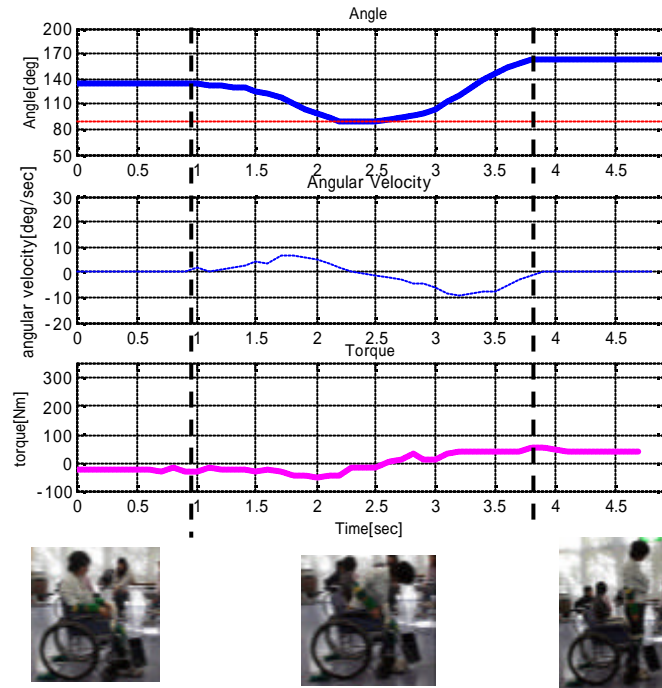 Angle
Angle[deg]
200
170
140
110
80
50
0 0.5 1 1.5 2 2.5 3 3.5 4 4.5
Angular Velocity
angular velocity[deg/sec]
30
20
10
0
-10
-20
0 0.5 1 1.5 2 2.5 3 3.5 4 4.5
Torque
torque[Nm]
300
200
100
0
-100
0 0.5 1 1.5 2 2.5 3 3.5 4 4.5
Time[sec]